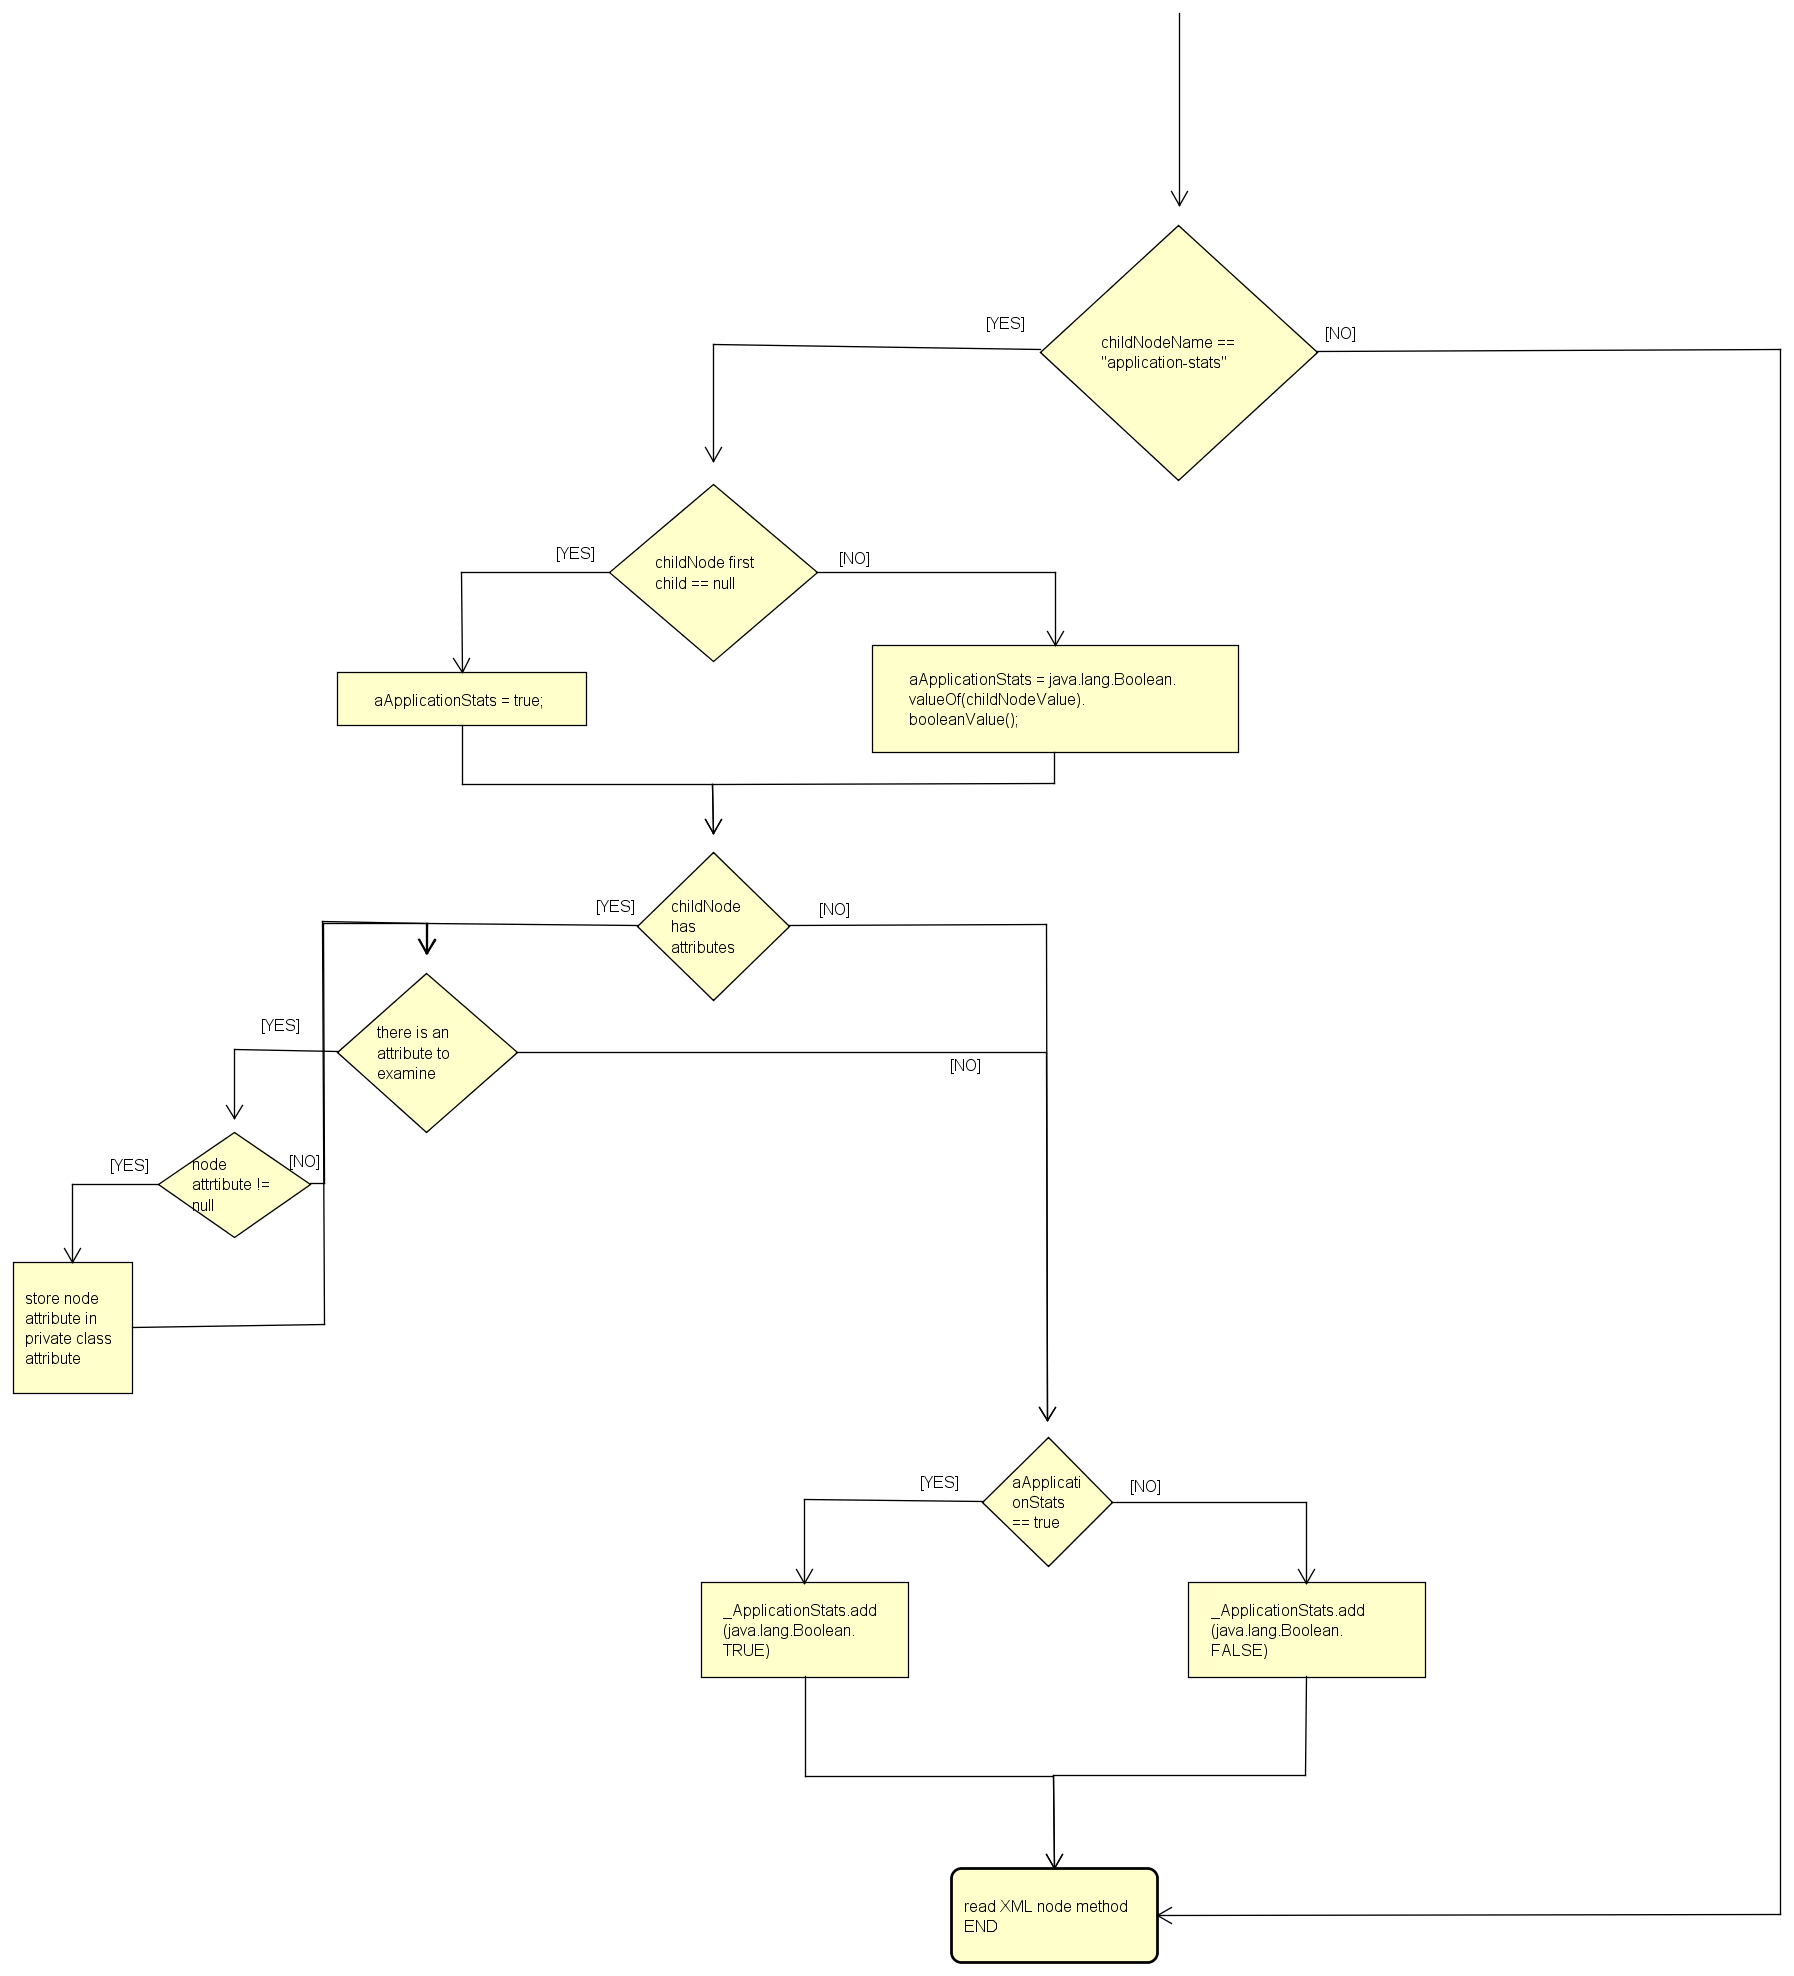 [YES]
[NO]
childNodeName ==
"application-stats"
[YES]
[NO]
childNode first
child == null
aApplicationStats = true;
aApplicationStats = java.lang.Boolean.
valueOf(childNodeValue).
booleanValue();
[YES]
[NO]
childNode
has
attributes
[YES]
there is an
attribute to
examine
[NO]
[YES]
[NO]
node
attrtibute !=
null
store node
attribute in
private class
attribute
[YES]
[NO]
aApplicati
onStats
== true
_ApplicationStats.add
(java.lang.Boolean.
TRUE)
_ApplicationStats.add
(java.lang.Boolean.
FALSE)
read XML node method
END